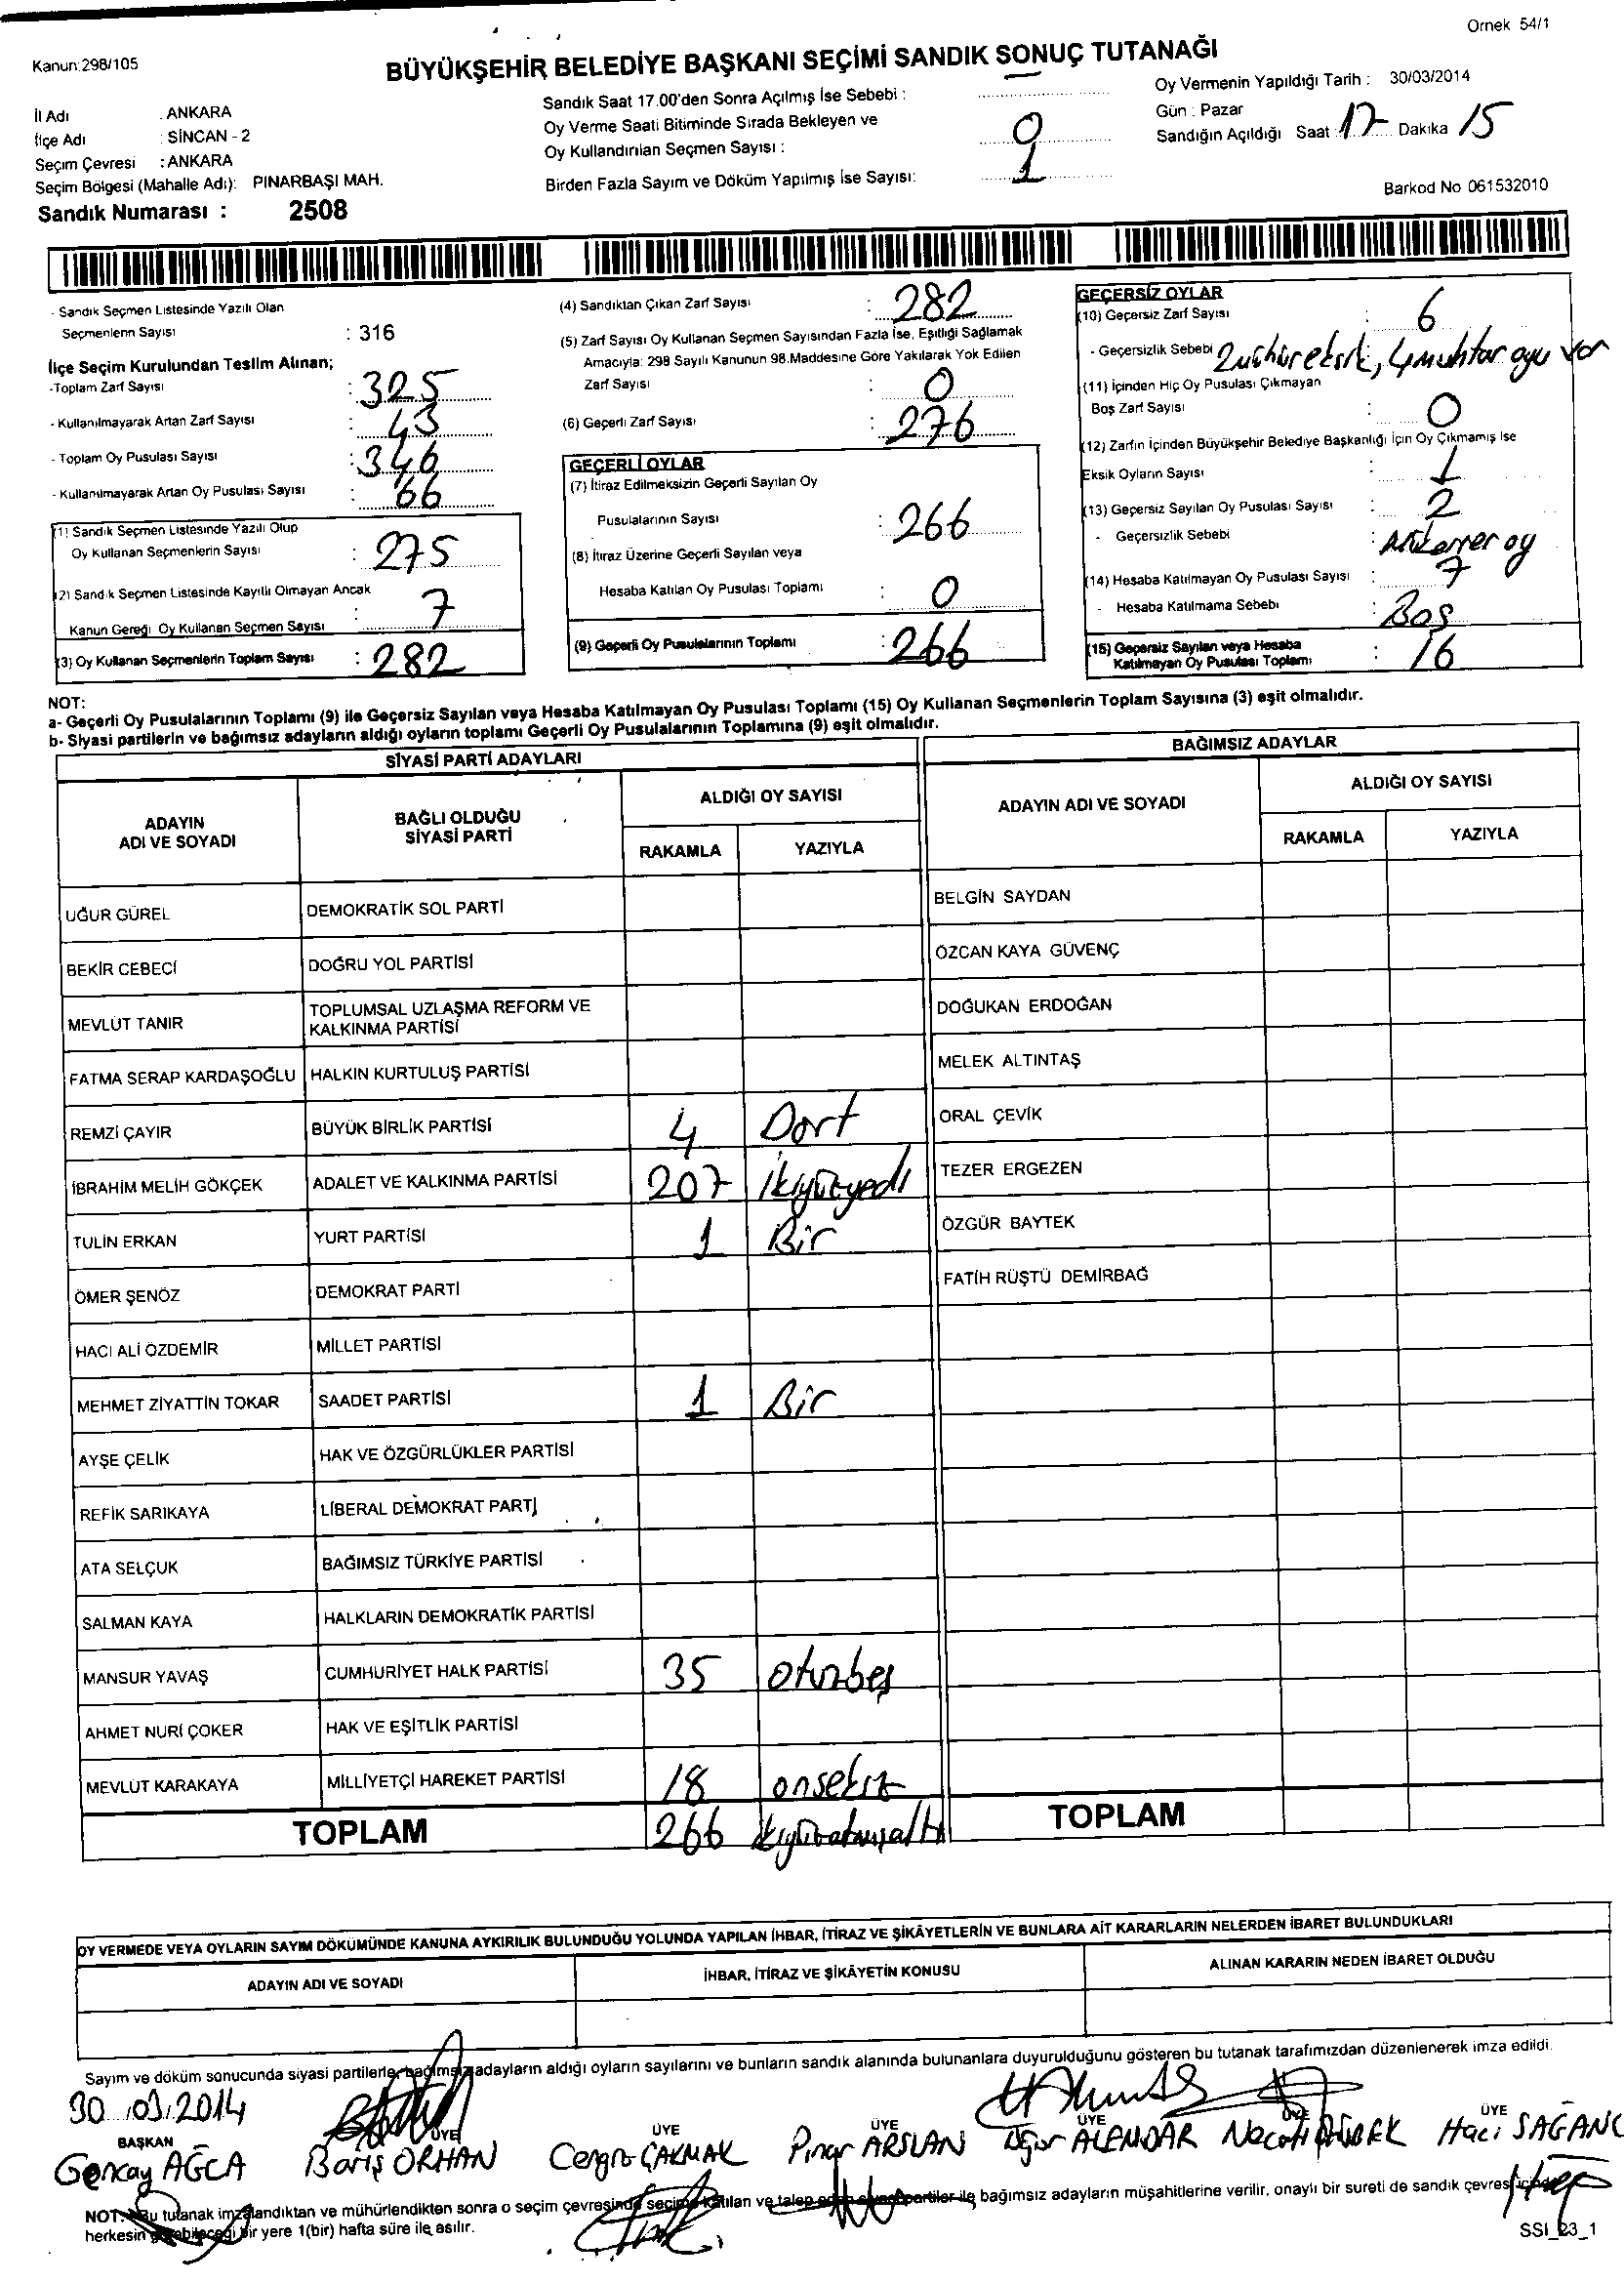 Ornek 54/1
Kanun:298/105
BÜYÜKŞEHİR BELEDİYE BAŞKANI SEÇİMİ SANDIK SONUÇ TUTANAĞI
İl Adı : ANKARA
İlçe Adı : SİNCAN - 2
Seçim Çevresi : ANKARA
Seçim Bölgesi (Mahalle Adı): PINARBAŞI MAH.
Sandık Numarası : 2508
Sandık Saat 17.00'den Sonra Açılmış İse Sebebi : –
Oy Verme Saati Bitiminde Sırada Bekleyen ve
Oy Kullandırılan Seçmen Sayısı : 0
Birden Fazla Sayım ve Döküm Yapılmış İse Sayısı: 1
Oy Vermenin Yapıldığı Tarih : 30/03/2014
Gün : Pazar
Sandığın Açıldığı Saat : 17 Dakika 15
Barkod No 061532010
- Sandık Seçmen Listesinde Yazılı Olan
Seçmenlerin Sayısı : 316
İlçe Seçim Kurulundan Teslim Alınan;
-Toplam Zarf Sayısı : 325
- Kullanılmayarak Artan Zarf Sayısı : 43
- Toplam Oy Pusulası Sayısı : 346
- Kullanılmayarak Artan Oy Pusulası Sayısı : 66
(1) Sandık Seçmen Listesinde Yazılı Olup
Oy Kullanan Seçmenlerin Sayısı : 275
(2) Sandık Seçmen Listesinde Kayıtlı Olmayan Ancak
Kanun Gereği Oy Kullanan Seçmen Sayısı : 7
(3) Oy Kullanan Seçmenlerin Toplam Sayısı : 282
(4) Sandıktan Çıkan Zarf Sayısı : 282
(5) Zarf Sayısı Oy Kullanan Seçmen Sayısından Fazla İse, Eşitliği Sağlamak
Amacıyla: 298 Sayılı Kanunun 98.Maddesine Göre Yakılarak Yok Edilen
Zarf Sayısı : 0
(6) Geçerli Zarf Sayısı : 276
GEÇERLİ OYLAR
(7) İtiraz Edilmeksizin Geçerli Sayılan Oy
Pusulalarının Sayısı : 266
(8) İtiraz Üzerine Geçerli Sayılan veya
Hesaba Katılan Oy Pusulası Toplamı : 0
(9) Geçerli Oy Pusulalarının Toplamı : 266
GEÇERSİZ OYLAR
(10) Geçersiz Zarf Sayısı : 6
- Geçersizlik Sebebi 2 mühür eksik, 4 muhtar oyu var
(11) İçinden Hiç Oy Pusulası Çıkmayan
Boş Zarf Sayısı : 0
(12) Zarfın İçinden Büyükşehir Belediye Başkanlığı İçin Oy Çıkmamış İse
Eksik Oyların Sayısı : 1
(13) Geçersiz Sayılan Oy Pusulası Sayısı : 2
- Geçersizlik Sebebi : Mükerrer oy
(14) Hesaba Katılmayan Oy Pusulası Sayısı : 7
- Hesaba Katılmama Sebebi : Boş
(15) Geçersiz Sayılan veya Hesaba
Katılmayan Oy Pusulası Toplamı : 16
NOT:
a- Geçerli Oy Pusulalarının Toplamı (9) ile Geçersiz Sayılan veya Hesaba Katılmayan Oy Pusulası Toplamı (15) Oy Kullanan Seçmenlerin Toplam Sayısına (3) eşit olmalıdır.
b- Siyasi partilerin ve bağımsız adayların aldığı oyların toplamı Geçerli Oy Pusulalarının Toplamına (9) eşit olmalıdır.
SİYASİ PARTİ ADAYLARI
ADAYIN ADI VE SOYADI
BAĞLI OLDUĞU SİYASİ PARTİ
ALDIĞI OY SAYISI
RAKAMLA YAZIYLA
UĞUR GÜREL DEMOKRATİK SOL PARTİ
BEKİR CEBECİ DOĞRU YOL PARTİSİ
MEVLÜT TANIR TOPLUMSAL UZLAŞMA REFORM VE
KALKINMA PARTİSİ
FATMA SERAP KARDAŞOĞLU HALKIN KURTULUŞ PARTİSİ
REMZİ ÇAYIR BÜYÜK BİRLİK PARTİSİ 4 Dört
İBRAHİM MELİH GÖKÇEK ADALET VE KALKINMA PARTİSİ 207 İkiyüzyedi
TULİN ERKAN YURT PARTİSİ 1 Bir
ÖMER ŞENÖZ DEMOKRAT PARTİ
HACI ALİ ÖZDEMİR MİLLET PARTİSİ
MEHMET ZİYATTİN TOKAR SAADET PARTİSİ 1 Bir
AYŞE ÇELİK HAK VE ÖZGÜRLÜKLER PARTİSİ
REFİK SARIKAYA LİBERAL DEMOKRAT PARTİ
ATA SELÇUK BAĞIMSIZ TÜRKİYE PARTİSİ
SALMAN KAYA HALKLARIN DEMOKRATİK PARTİSİ
MANSUR YAVAŞ CUMHURİYET HALK PARTİSİ 35 otuzbeş
AHMET NURİ ÇOKER HAK VE EŞİTLİK PARTİSİ
MEVLÜT KARAKAYA MİLLİYETÇİ HAREKET PARTİSİ 18 onsekiz
TOPLAM 266 ikiyüzatmışaltı
BAĞIMSIZ ADAYLAR
ADAYIN ADI VE SOYADI
ALDIĞI OY SAYISI
RAKAMLA YAZIYLA
BELGİN SAYDAN
ÖZCAN KAYA GÜVENÇ
DOĞUKAN ERDOĞAN
MELEK ALTINTAŞ
ORAL ÇEVİK
TEZER ERGEZEN
ÖZGÜR BAYTEK
FATİH RÜŞTÜ DEMİRBAĞ
TOPLAM
OY VERMEDE VEYA OYLARIN SAYIM DÖKÜMÜNDE KANUNA AYKIRILIK BULUNDUĞU YOLUNDA YAPILAN İHBAR, İTİRAZ VE ŞİKÂYETLERİN VE BUNLARA AİT KARARLARIN NELERDEN İBARET BULUNDUKLARI
ADAYIN ADI VE SOYADI İHBAR, İTİRAZ VE ŞİKÂYETİN KONUSU ALINAN KARARIN NEDEN İBARET OLDUĞU
Sayım ve döküm sonucunda siyasi partilerle bağımsız adayların aldığı oyların sayılarını ve bunların sandık alanında bulunanlara duyurulduğunu gösteren bu tutanak tarafımızdan düzenlenerek imza edildi.
30/03/2014
BAŞKAN ÜYE ÜYE ÜYE ÜYE ÜYE ÜYE
Gencay AĞCA Barış ORHAN Cengiz ÇAKMAK Pınar ARSLAN Uğur ALEMDAR Necati Hacı SAĞANÇ
NOT: Bu tutanak imzalandıktan ve mühürlendikten sonra o seçim çevresinde seçime katılan ve talep eden siyasi partiler ile bağımsız adayların müşahitlerine verilir, onaylı bir sureti de sandık çevresi içinde
herkesin görebileceği bir yere 1(bir) hafta süre ile asılır.
SSI_23_1